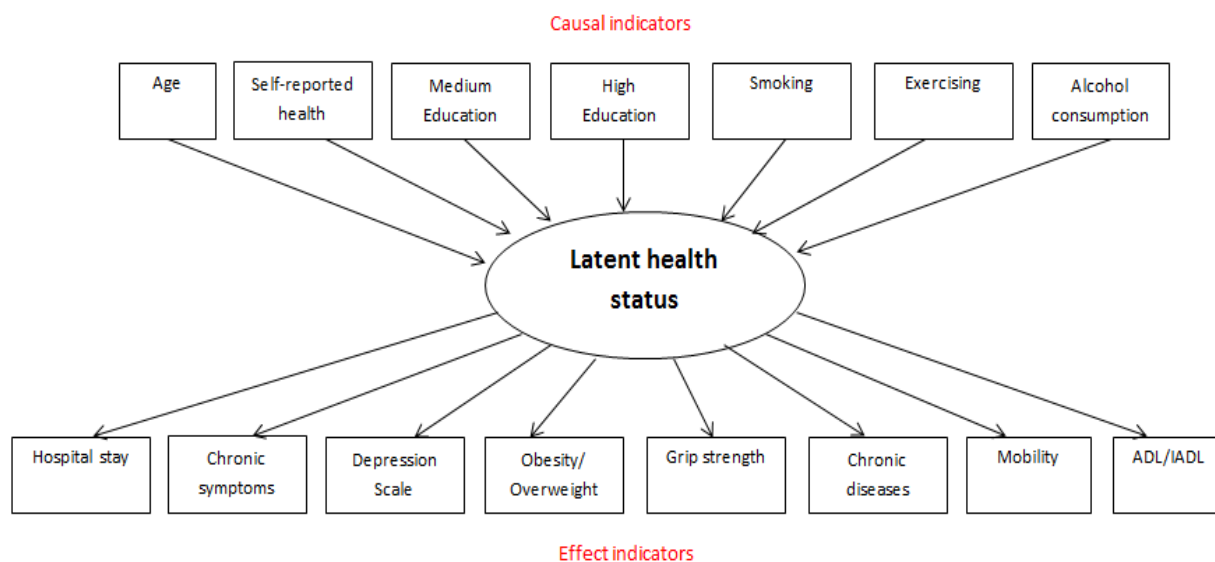 Causal indicators
Age
Self-reported
health
Medium
Education
High
Education
Smoking
Exercising
Alcohol
consumption
Latent health
status
Hospital stay
Chronic
symptoms
Depression
Scale
Obesity/
Overweight
Grip strength
Chronic
diseases
Mobility
ADL/IADL
Effect indicators